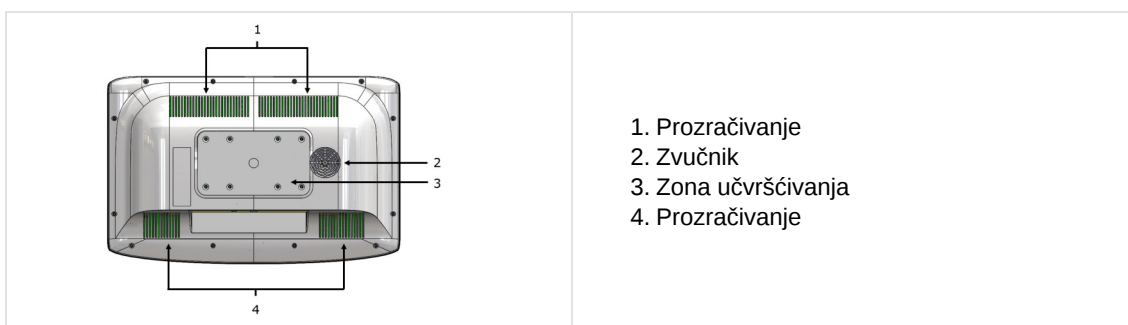 1
2
3
4
1. Prozračivanje
2. Zvučnik
3. Zona učvršćivanja
4. Prozračivanje